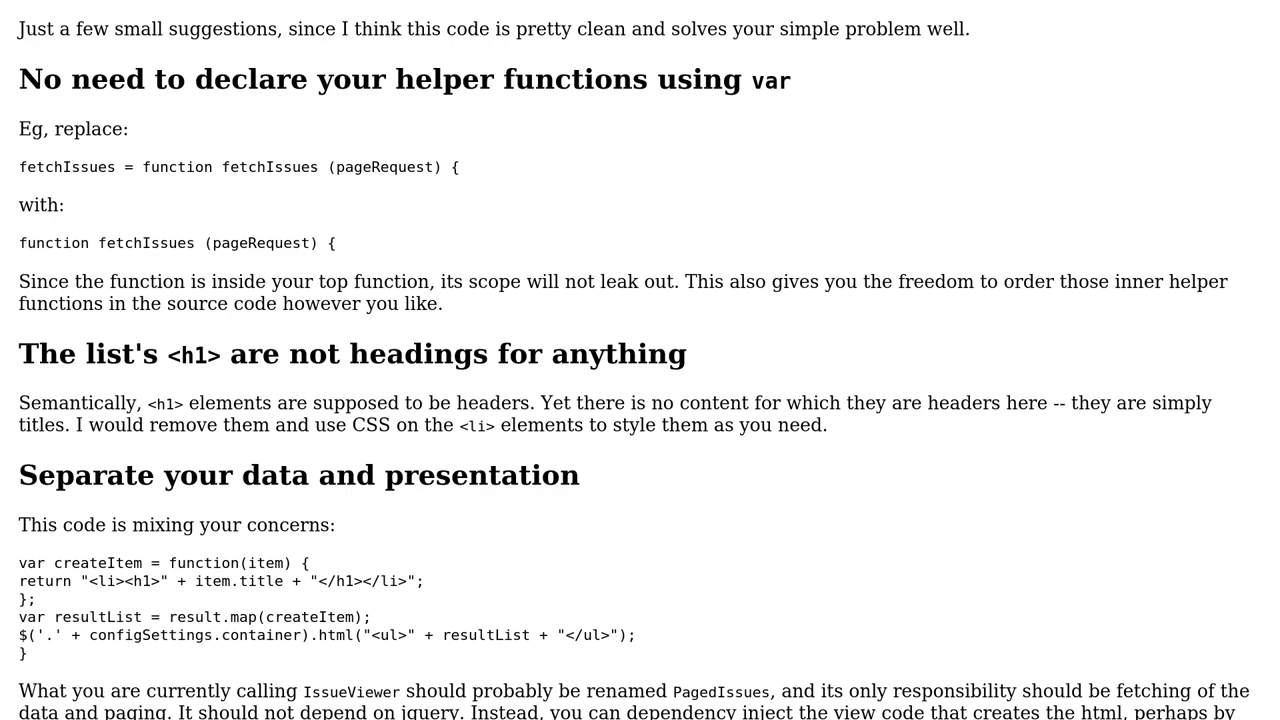 Just a few small suggestions, since I think this code is pretty clean and solves your simple problem well.
No need to declare your helper functions using var
Eg, replace:
fetchIssues = function fetchIssues (pageRequest) {
with:
function fetchIssues (pageRequest) {
Since the function is inside your top function, its scope will not leak out. This also gives you the freedom to order those inner helper
functions in the source code however you like.
The list's <h1> are not headings for anything
Semantically, <h1> elements are supposed to be headers. Yet there is no content for which they are headers here -- they are simply
titles. I would remove them and use CSS on the <li> elements to style them as you need.
Separate your data and presentation
This code is mixing your concerns:
var createItem = function(item) {
return "<li><h1>" + item.title + "</h1></li>";
};
var resultList = result.map(createItem);
$('.' + configSettings.container).html("<ul>" + resultList + "</ul>");
}
What you are currently calling IssueViewer should probably be renamed PagedIssues, and its only responsibility should be fetching of the
data and paging. It should not depend on jquery. Instead, you can dependency inject the view code that creates the html, perhaps by